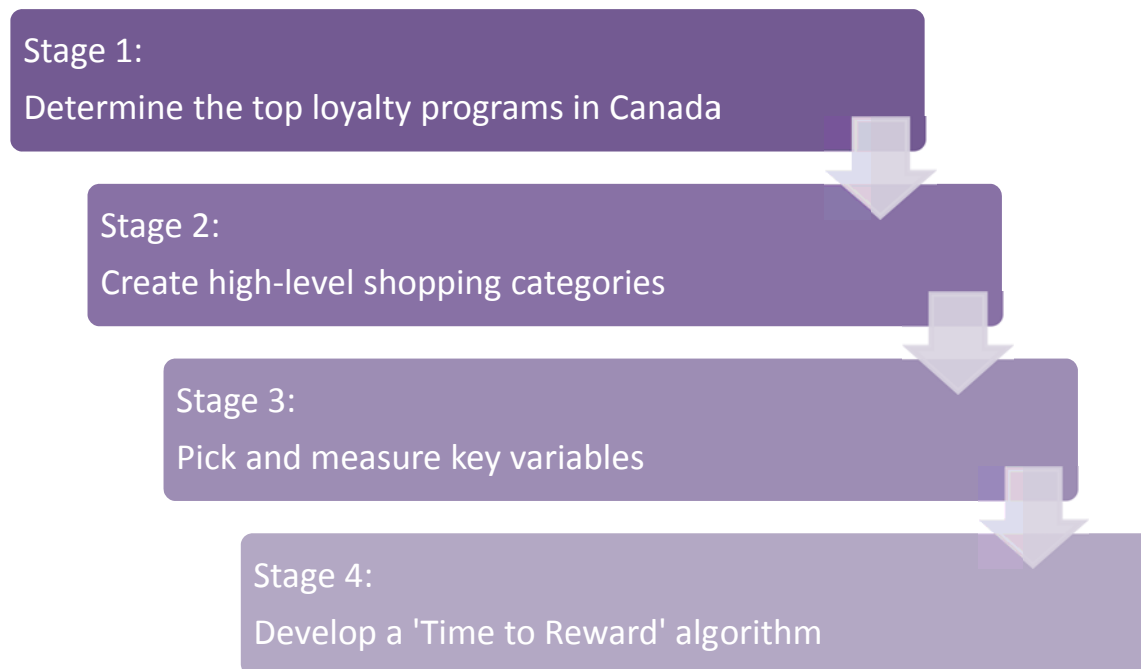 Stage 1:
Determine the top loyalty programs in Canada
Stage 2:
Create high-level shopping categories
Stage 3:
Pick and measure key variables
Stage 4:
Develop a 'Time to Reward' algorithm